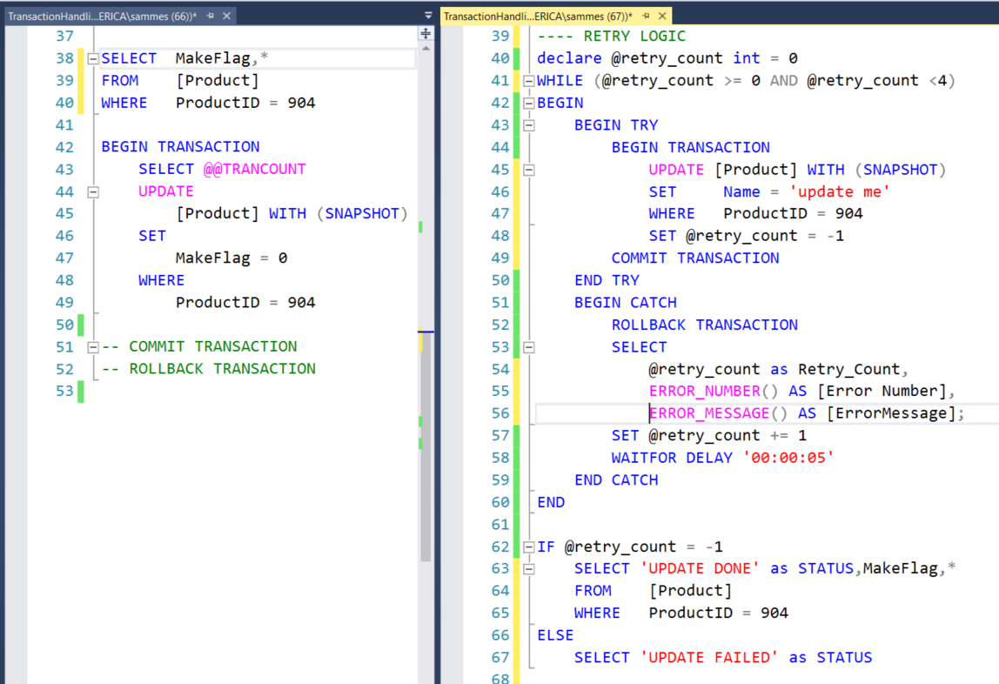 TransactionHandli...ERICA\sammes (66))*
37
38 SELECT MakeFlag,*
39 FROM [Product]
40 WHERE ProductID = 904
41
42 BEGIN TRANSACTION
43 SELECT @@TRANCOUNT
44 UPDATE
45 [Product] WITH (SNAPSHOT)
46 SET
47 MakeFlag = 0
48 WHERE
49 ProductID = 904
50
51 -- COMMIT TRANSACTION
52 -- ROLLBACK TRANSACTION
53
TransactionHandli...ERICA\sammes (67))*
39 ---- RETRY LOGIC
40 declare @retry_count int = 0
41 WHILE (@retry_count >= 0 AND @retry_count <4)
42 BEGIN
43 BEGIN TRY
44 BEGIN TRANSACTION
45 UPDATE [Product] WITH (SNAPSHOT)
46 SET Name = 'update me'
47 WHERE ProductID = 904
48 SET @retry_count = -1
49 COMMIT TRANSACTION
50 END TRY
51 BEGIN CATCH
52 ROLLBACK TRANSACTION
53 SELECT
54 @retry_count as Retry_Count,
55 ERROR_NUMBER() AS [Error Number],
56 ERROR_MESSAGE() AS [ErrorMessage];
57 SET @retry_count += 1
58 WAITFOR DELAY '00:00:05'
59 END CATCH
60 END
61
62 IF @retry_count = -1
63 SELECT 'UPDATE DONE' as STATUS,MakeFlag,*
64 FROM [Product]
65 WHERE ProductID = 904
66 ELSE
67 SELECT 'UPDATE FAILED' as STATUS
68